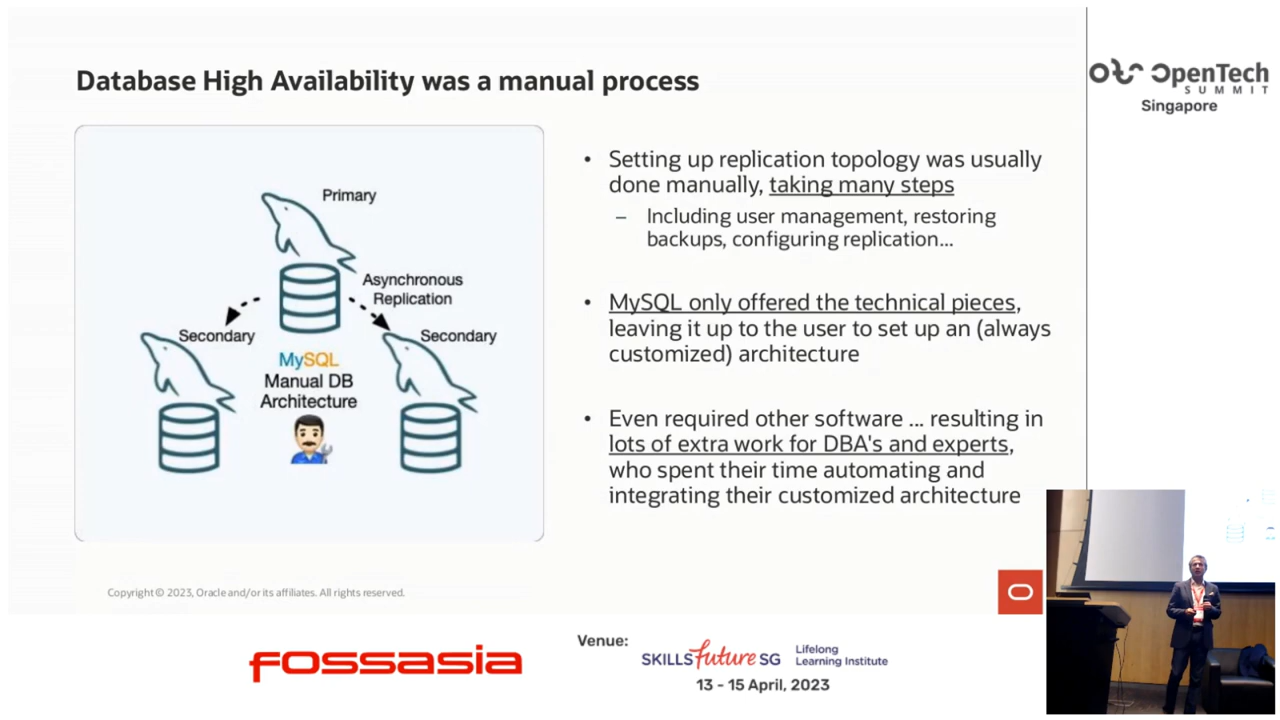 Database High Availability was a manual process
Primary
Asynchronous
Replication
Secondary
Secondary
MySQL
Manual DB
Architecture
• Setting up replication topology was usually
done manually, taking many steps
– Including user management, restoring
backups, configuring replication...
• MySQL only offered the technical pieces,
leaving it up to the user to set up an (always
customized) architecture
• Even required other software ... resulting in
lots of extra work for DBA's and experts,
who spent their time automating and
integrating their customized architecture
Copyright © 2023, Oracle and/or its affiliates. All rights reserved.
OpenTech
SUMMIT
Singapore
fossasia
Venue:
SKILLSfuture SG
Lifelong
Learning Institute
13 - 15 April, 2023